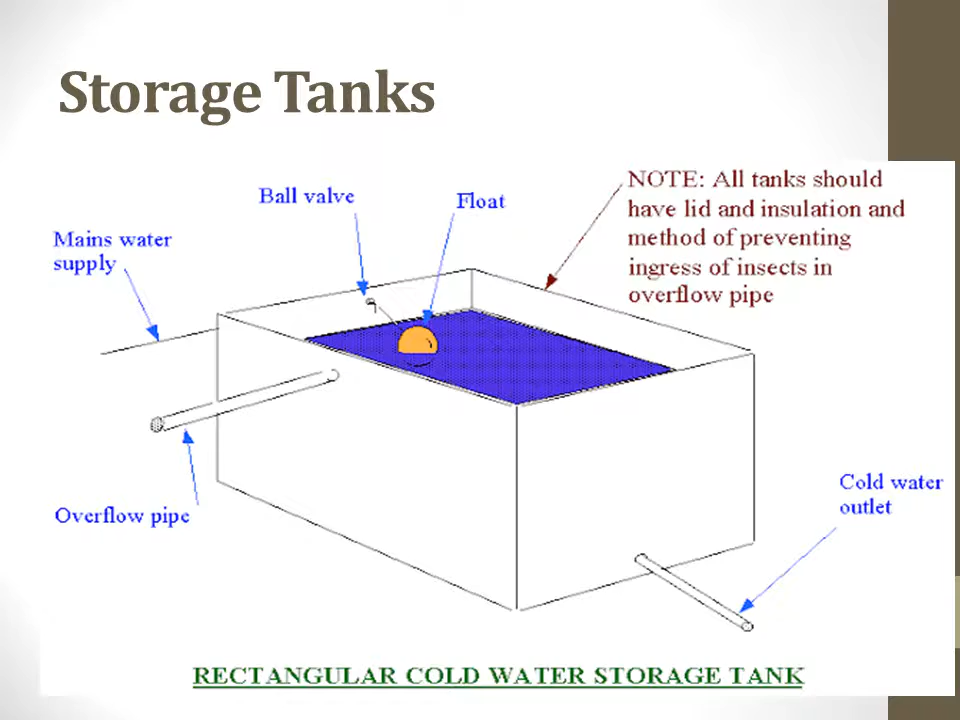 Storage Tanks
Ball valve
Float
NOTE: All tanks should
have lid and insulation and
method of preventing
ingress of insects in
overflow pipe
Mains water
supply
Overflow pipe
Cold water
outlet
RECTANGULAR COLD WATER STORAGE TANK